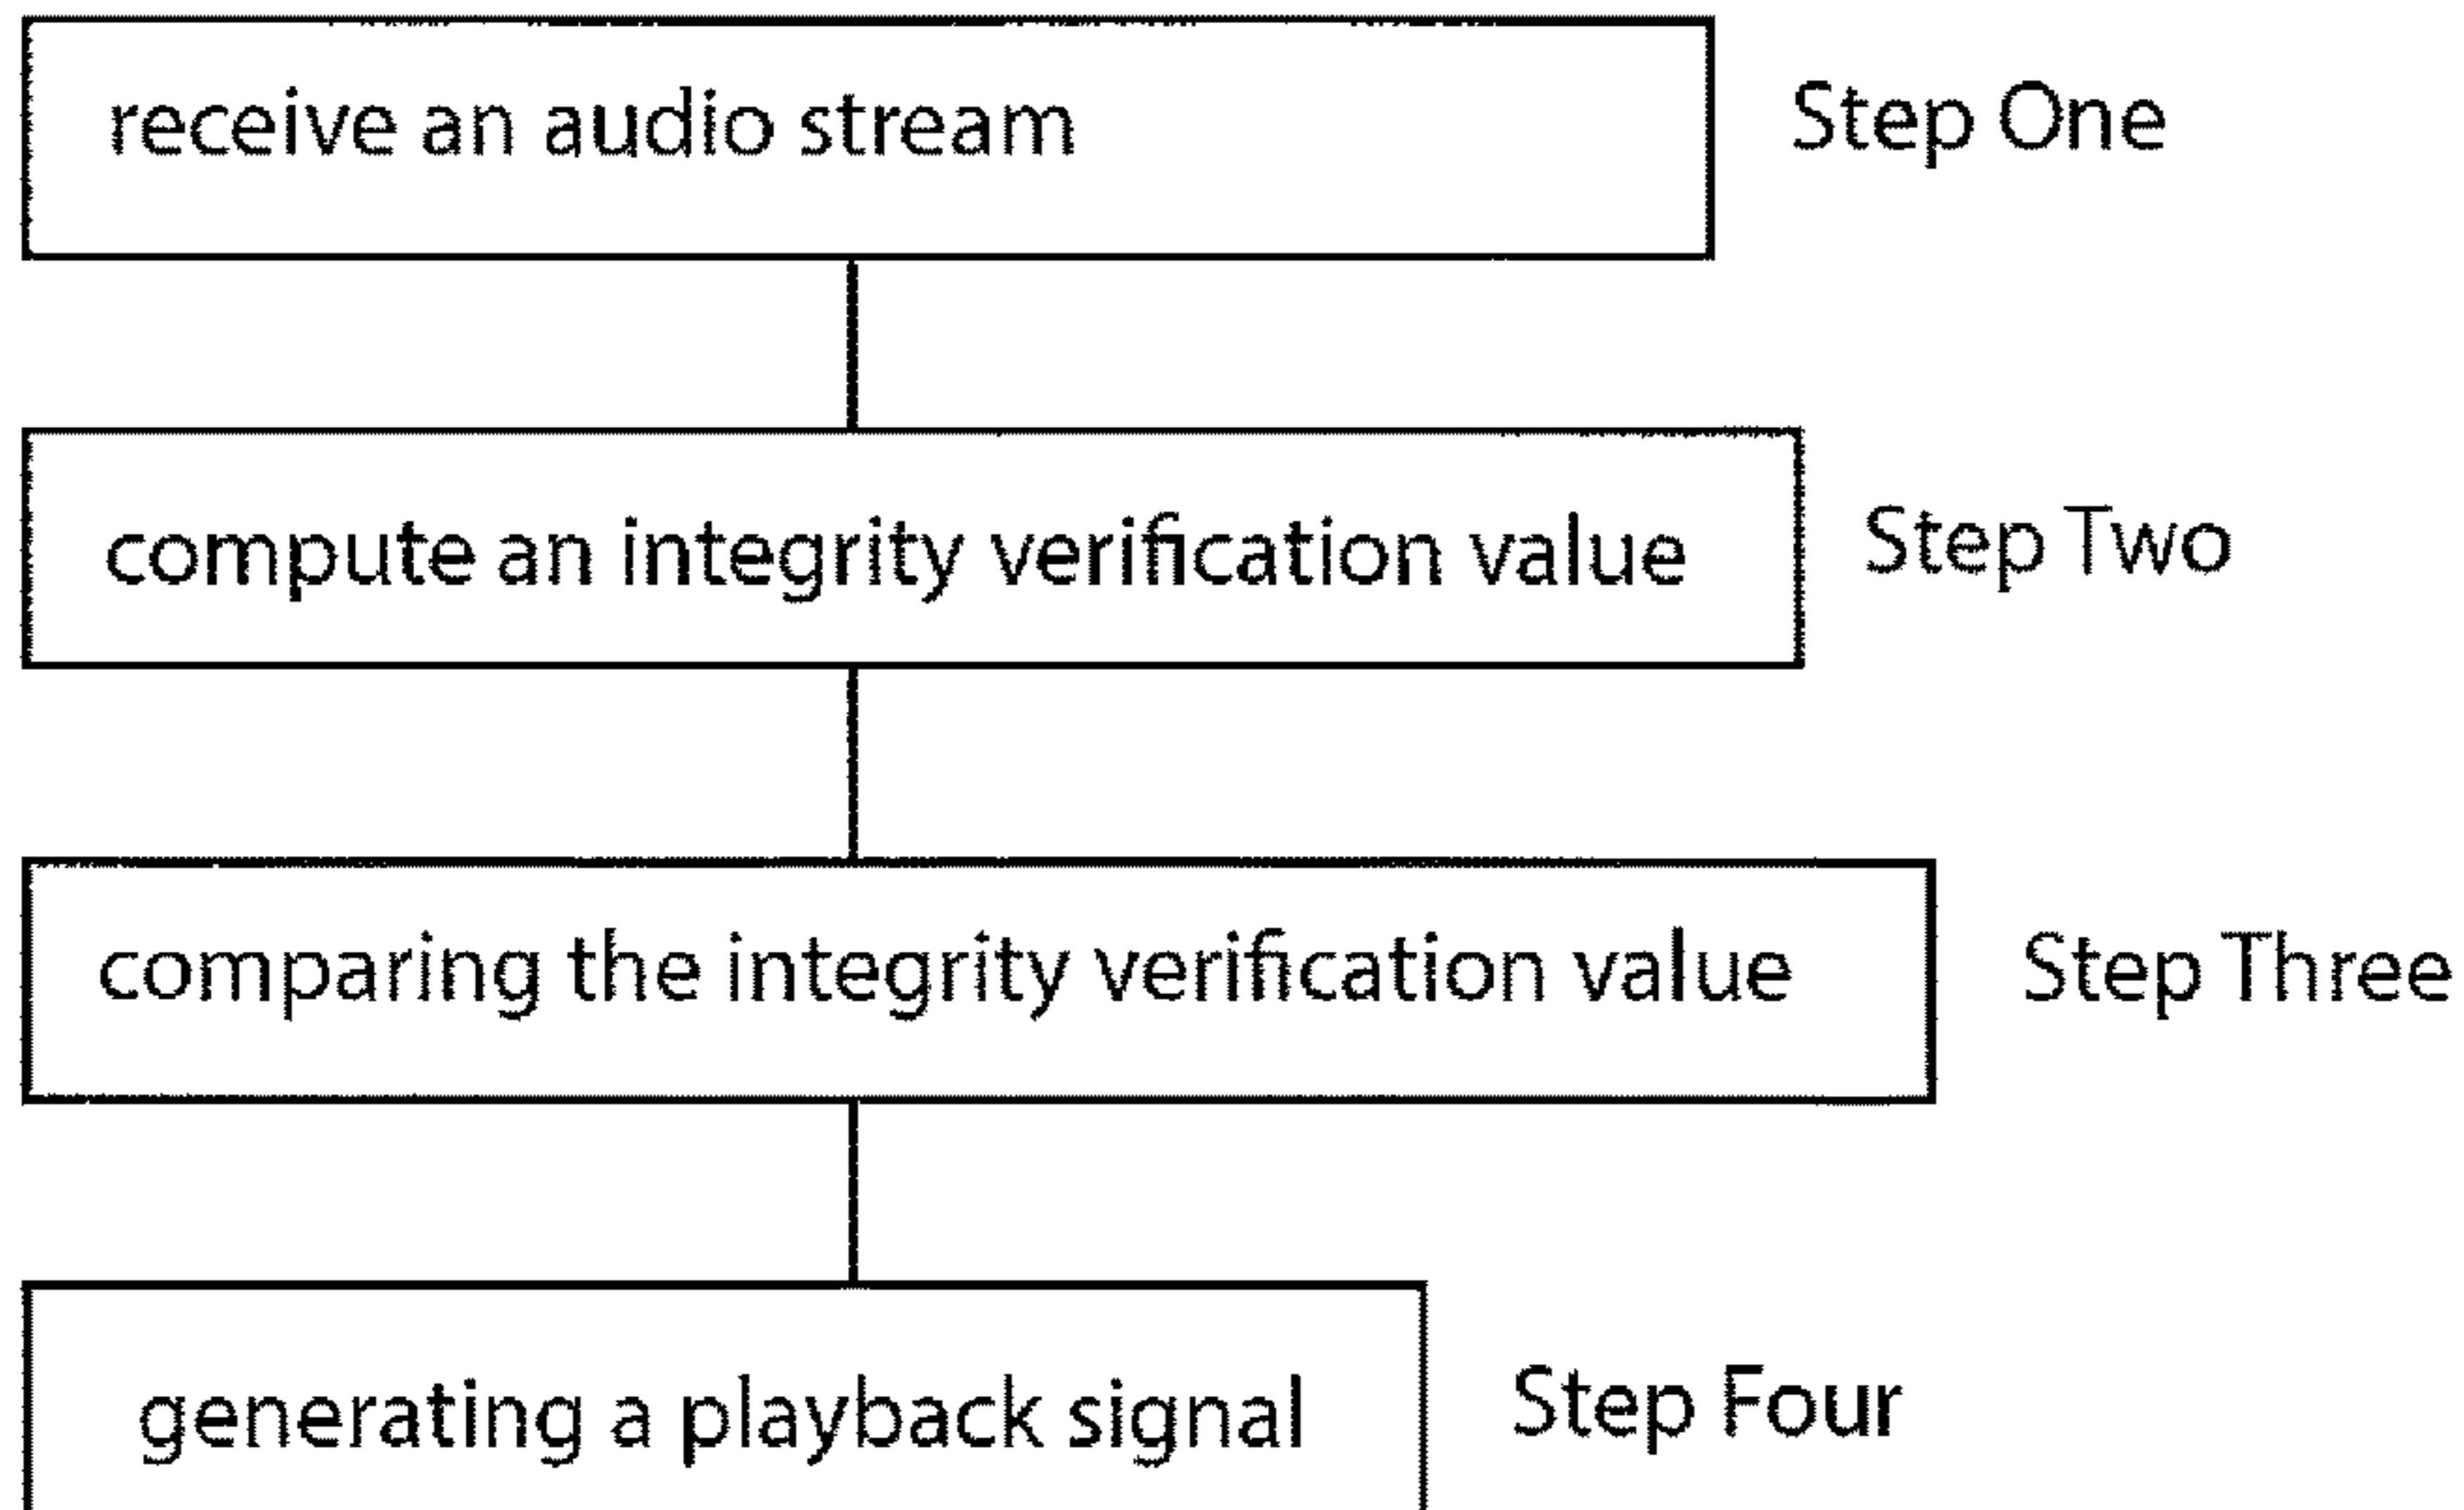 receive an audio stream Step One
compute an integrity verification value Step Two
comparing the integrity verification value Step Three
generating a playback signal Step Four